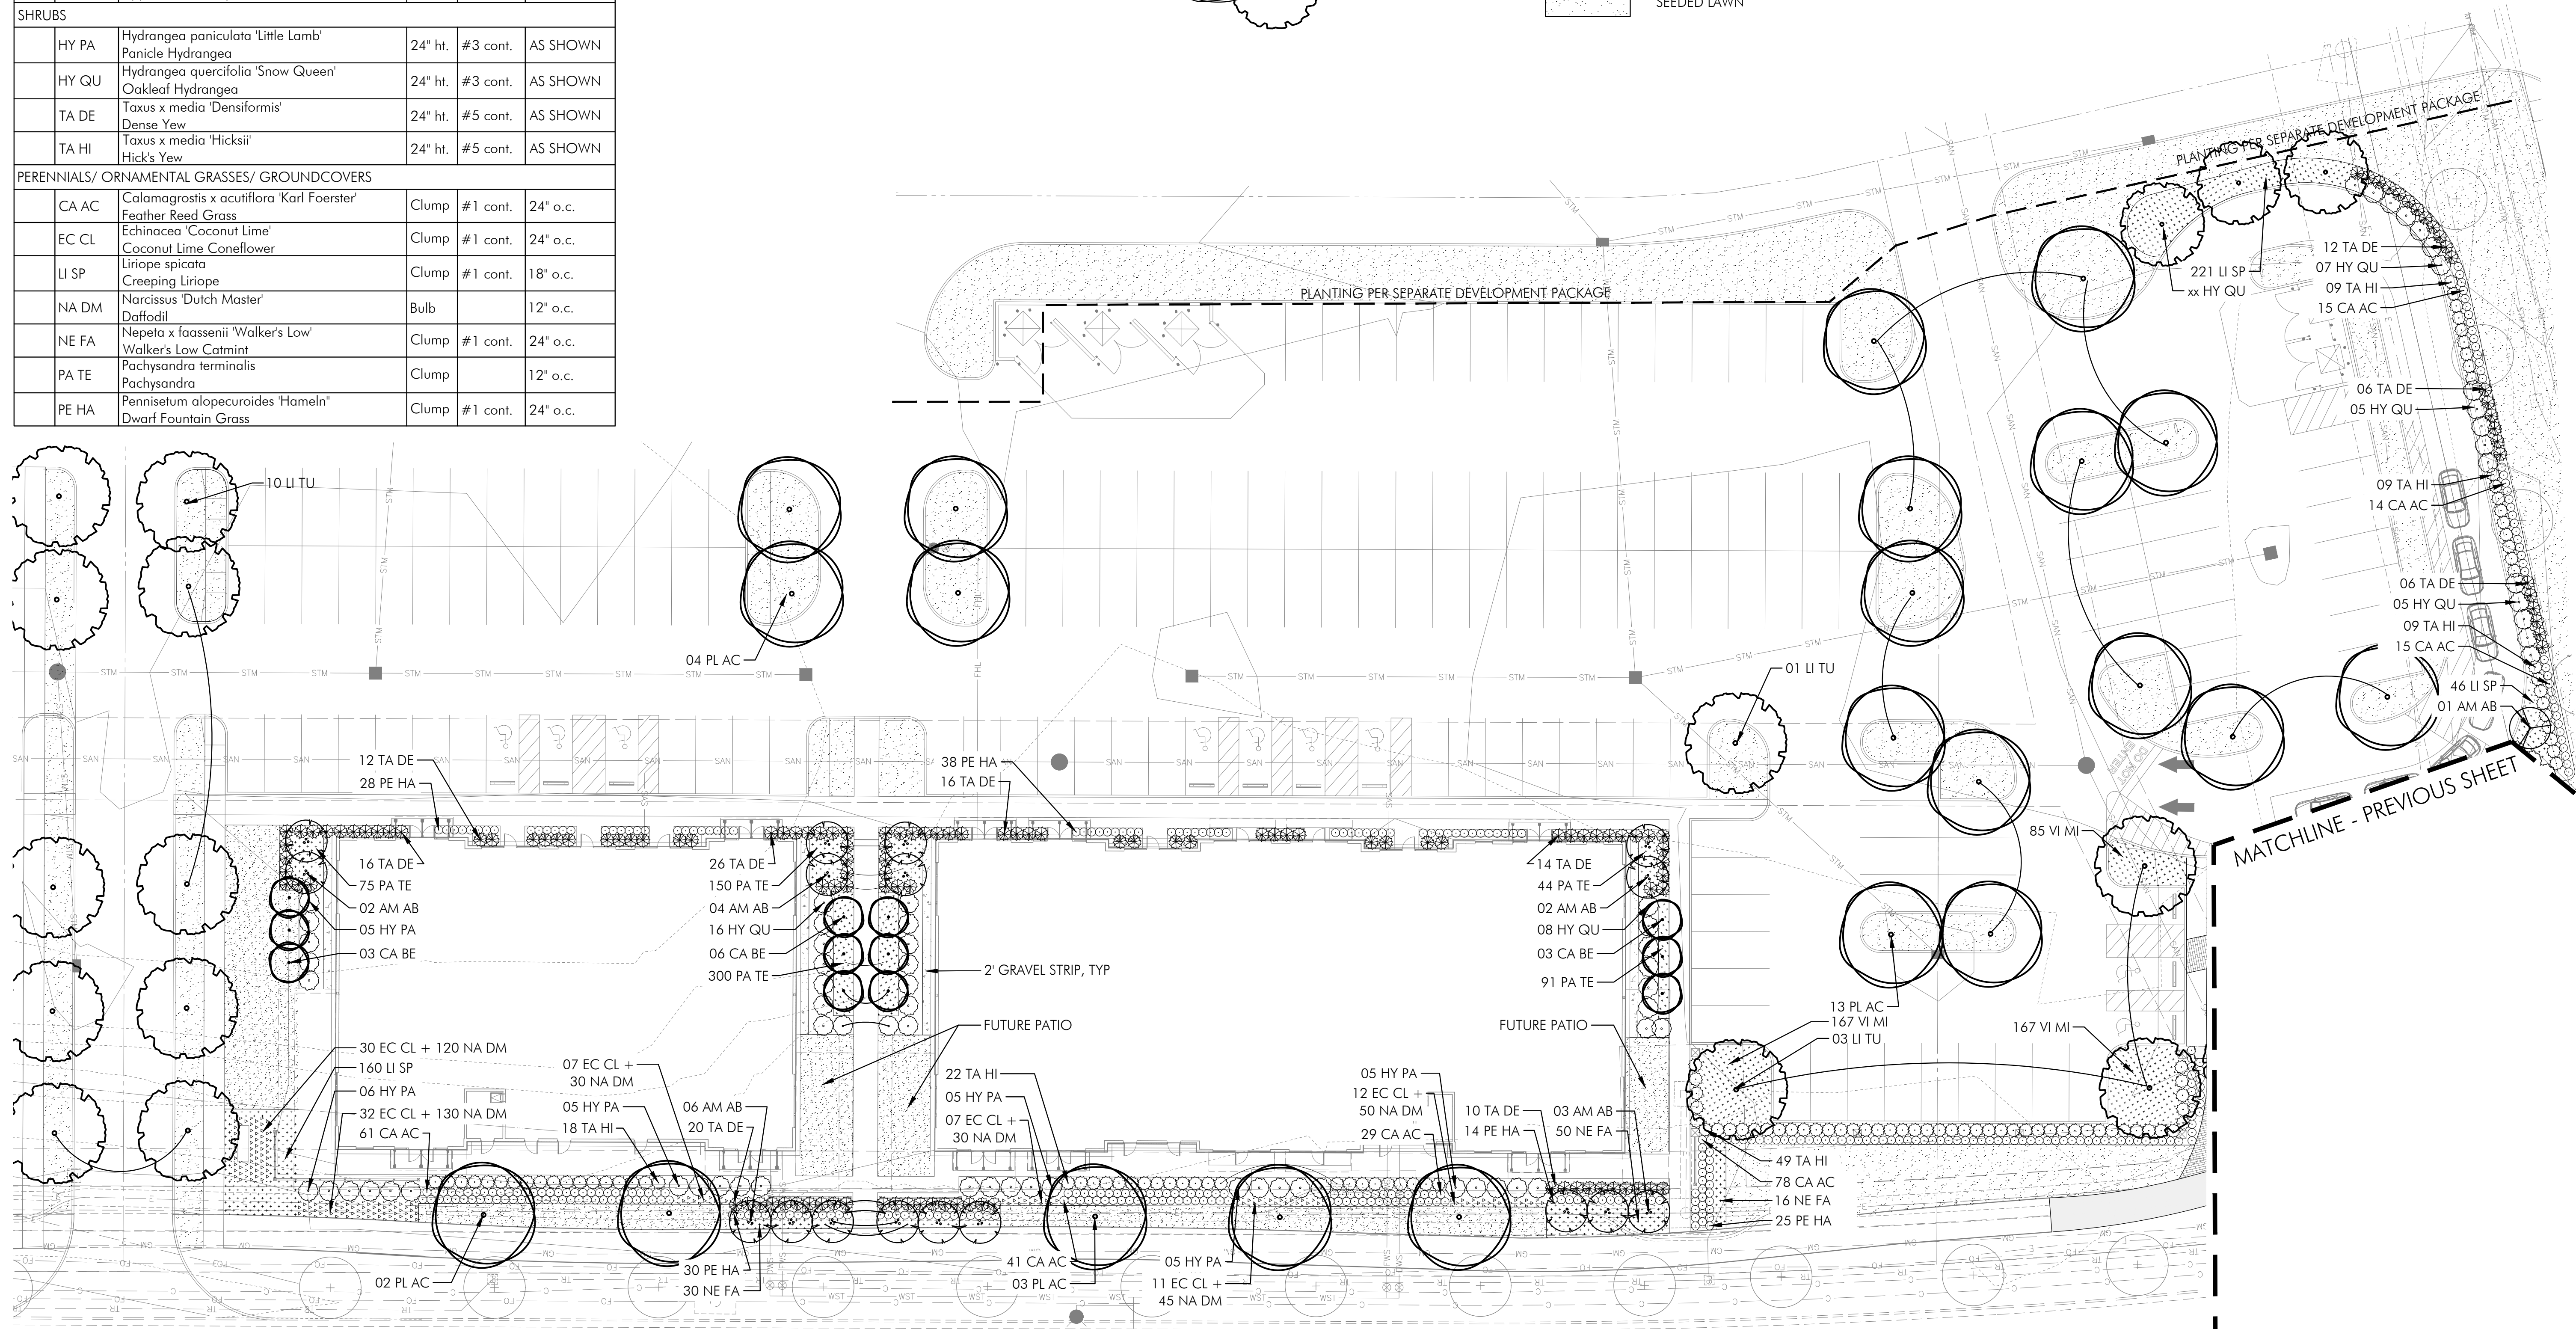 SEEDED LAWN
SHRUBS
HY PA Hydrangea paniculata 'Little Lamb' 24" ht. #3 cont. AS SHOWN
Panicle Hydrangea
HY QU Hydrangea quercifolia 'Snow Queen' 24" ht. #3 cont. AS SHOWN
Oakleaf Hydrangea
TA DE Taxus x media 'Densiformis' 24" ht. #5 cont. AS SHOWN
Dense Yew
TA HI Taxus x media 'Hicksii' 24" ht. #5 cont. AS SHOWN
Hick's Yew
PERENNIALS/ ORNAMENTAL GRASSES/ GROUNDCOVERS
CA AC Calamagrostis x acutiflora 'Karl Foerster' Clump #1 cont. 24" o.c.
Feather Reed Grass
EC CL Echinacea 'Coconut Lime' Clump #1 cont. 24" o.c.
Coconut Lime Coneflower
LI SP Liriope spicata Clump #1 cont. 18" o.c.
Creeping Liriope
NA DM Narcissus 'Dutch Master' Bulb 12" o.c.
Daffodil
NE FA Nepeta x faassenii 'Walker's Low' Clump #1 cont. 24" o.c.
Walker's Low Catmint
PA TE Pachysandra terminalis Clump 12" o.c.
Pachysandra
PE HA Pennisetum alopecuroides 'Hameln" Clump #1 cont. 24" o.c.
Dwarf Fountain Grass
PLANTING PER SEPARATE DEVELOPMENT PACKAGE
PLANTING PER SEPARATE DEVELOPMENT PACKAGE
221 LI SP
xx HY QU
12 TA DE
07 HY QU
09 TA HI
15 CA AC
06 TA DE
05 HY QU
09 TA HI
14 CA AC
06 TA DE
05 HY QU
09 TA HI
15 CA AC
46 LI SP
01 AM AB
10 LI TU
04 PL AC
01 LI TU
DO NOT
ENTER
MATCHLINE - PREVIOUS SHEET
12 TA DE
28 PE HA
38 PE HA
16 TA DE
85 VI MI
16 TA DE
75 PA TE
02 AM AB
05 HY PA
03 CA BE
26 TA DE
150 PA TE
04 AM AB
16 HY QU
06 CA BE
300 PA TE
2' GRAVEL STRIP, TYP
FUTURE PATIO
14 TA DE
44 PA TE
02 AM AB
08 HY QU
03 CA BE
91 PA TE
FUTURE PATIO
13 PL AC
167 VI MI
03 LI TU
167 VI MI
30 EC CL + 120 NA DM
160 LI SP
06 HY PA
32 EC CL + 130 NA DM
61 CA AC
07 EC CL +
30 NA DM
05 HY PA
18 TA HI
06 AM AB
20 TA DE
22 TA HI
05 HY PA
07 EC CL +
30 NA DM
05 HY PA
12 EC CL +
50 NA DM
29 CA AC
10 TA DE
14 PE HA
03 AM AB
50 NE FA
49 TA HI
78 CA AC
16 NE FA
25 PE HA
02 PL AC
30 PE HA
30 NE FA
41 CA AC
03 PL AC
05 HY PA
11 EC CL +
45 NA DM